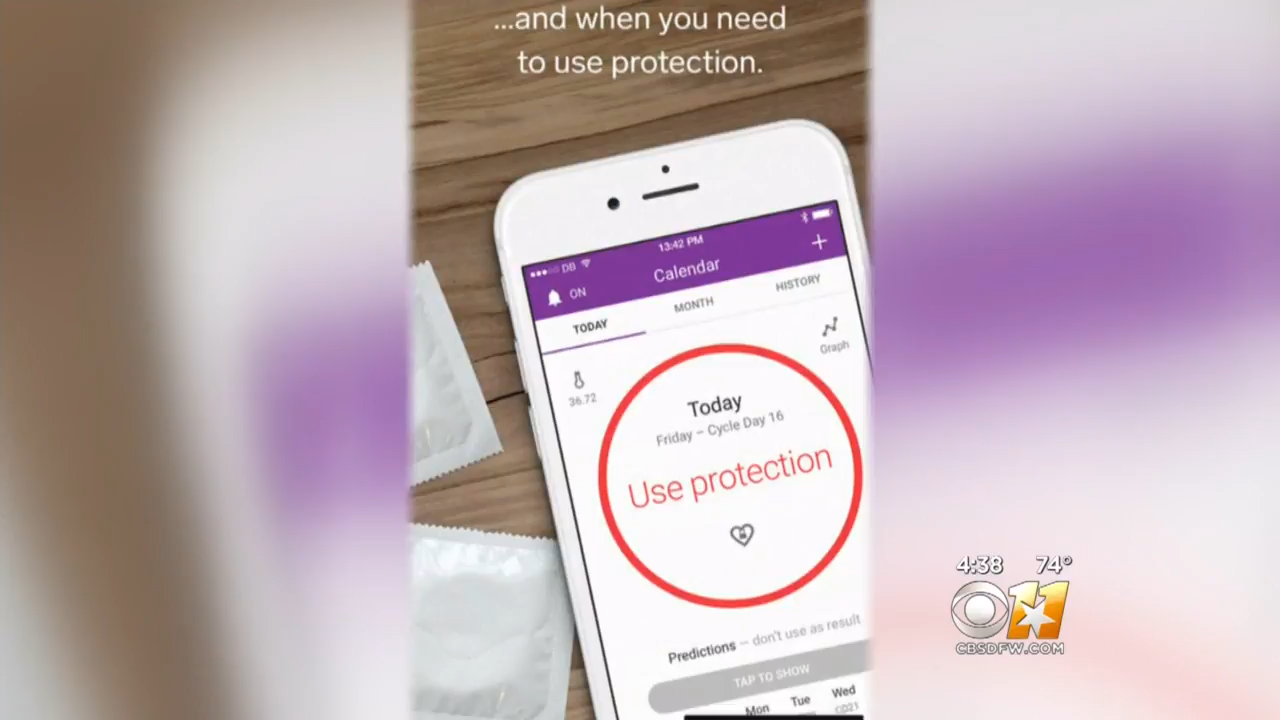 ...and when you need
to use protection.
DB
13:42 PM
ON
Calendar
TODAY
MONTH
HISTORY
36.72
Graph
Today
Friday – Cycle Day 16
Use protection
Predictions – don't use as result
TAP TO SHOW
Mon
Tue
Wed
CD21
4:38 74°
11
CBSDFW.COM